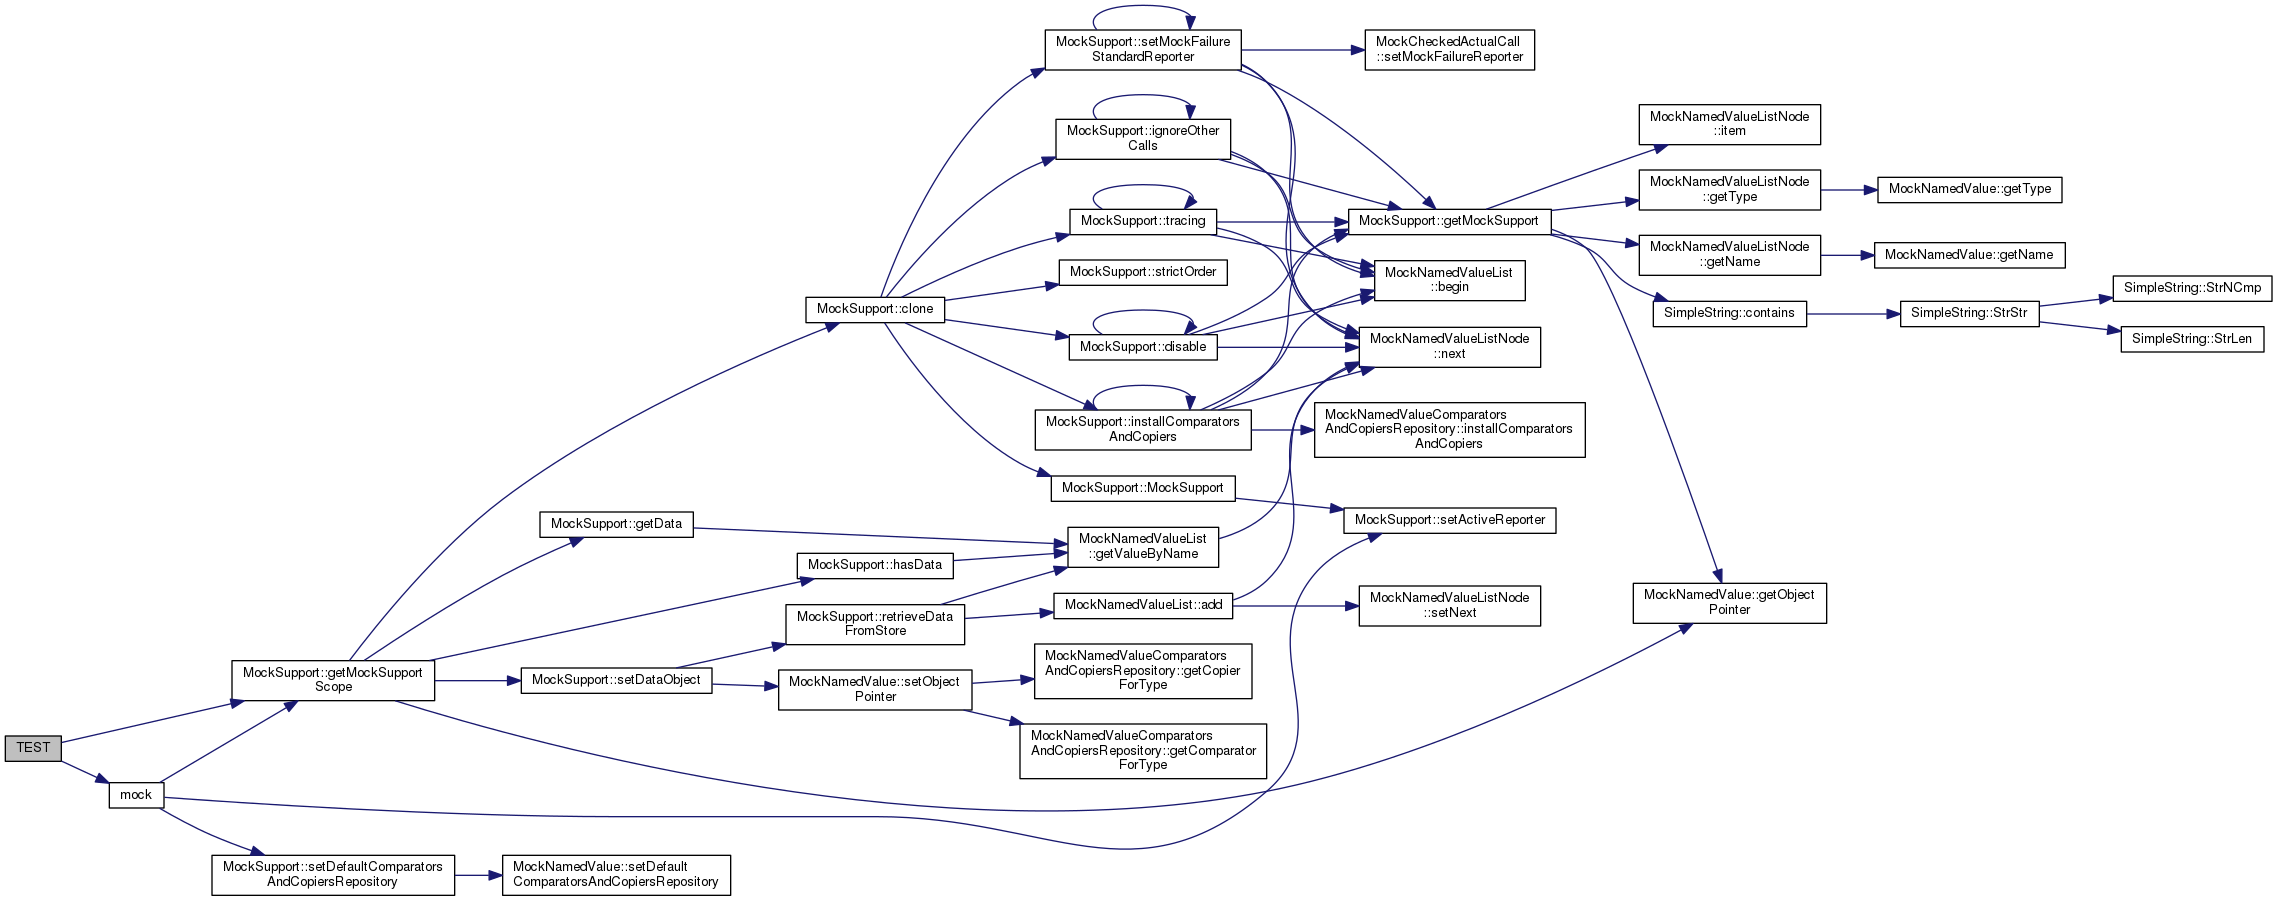 MockSupport::setMockFailure
StandardReporter
MockCheckedActualCall
::setMockFailureReporter
MockSupport::ignoreOther
Calls
MockNamedValueListNode
::item
MockNamedValueListNode
::getType
MockNamedValue::getType
MockSupport::tracing
MockSupport::getMockSupport
MockNamedValueListNode
::getName
MockNamedValue::getName
MockSupport::strictOrder
MockNamedValueList
::begin
MockSupport::clone
SimpleString::contains
SimpleString::StrStr
SimpleString::StrNCmp
SimpleString::StrLen
MockSupport::disable
MockNamedValueListNode
::next
MockSupport::installComparators
AndCopiers
MockNamedValueComparators
AndCopiersRepository::installComparators
AndCopiers
MockSupport::MockSupport
MockSupport::setActiveReporter
MockSupport::getData
MockNamedValueList
::getValueByName
MockSupport::hasData
MockSupport::retrieveData
FromStore
MockNamedValueList::add
MockNamedValueListNode
::setNext
MockNamedValue::getObject
Pointer
MockSupport::getMockSupport
Scope
MockSupport::setDataObject
MockNamedValue::setObject
Pointer
MockNamedValueComparators
AndCopiersRepository::getCopier
ForType
MockNamedValueComparators
AndCopiersRepository::getComparator
ForType
TEST
mock
MockSupport::setDefaultComparators
AndCopiersRepository
MockNamedValue::setDefault
ComparatorsAndCopiersRepository